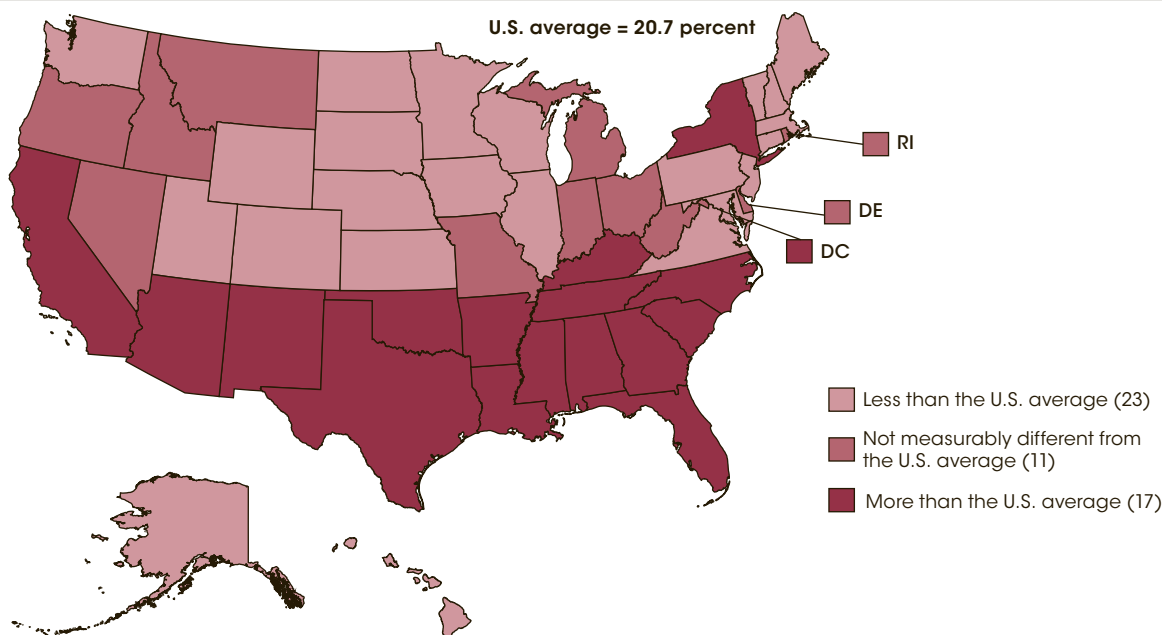 U.S. average = 20.7 percent
RI
DE
DC
Less than the U.S. average (23)
Not measurably different from
the U.S. average (11)
More than the U.S. average (17)